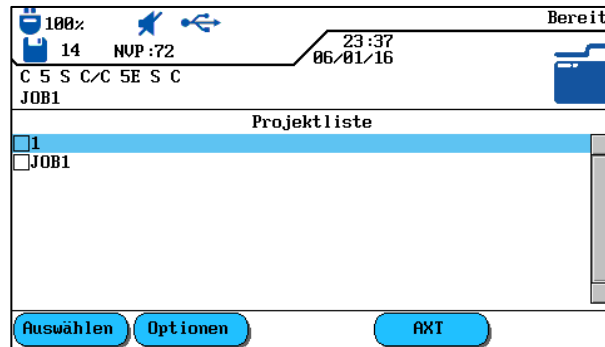 100% Bereit
14 NVP:72 23:37
06/01/16
C 5 S C/C 5E S C
JOB1
Projektliste
1
JOB1
Auswählen Optionen AXT